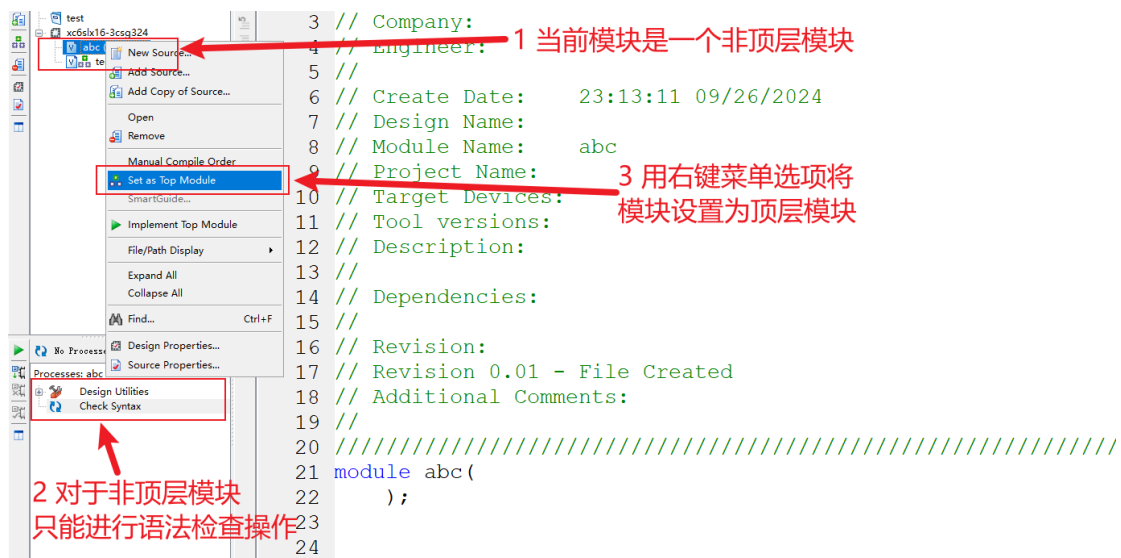 test
xc6slx16-3csg324
abc (
te
New Source...
Add Source...
Add Copy of Source...
Open
Remove
Manual Compile Order
Set as Top Module
SmartGuide...
Implement Top Module
File/Path Display
Expand All
Collapse All
Find... Ctrl+F
Design Properties...
Source Properties...
No Processe
Processes: abc
Design Utilities
Check Syntax
1 当前模块是一个非顶层模块
3 用右键菜单选项将
模块设置为顶层模块
2 对于非顶层模块
只能进行语法检查操作
3 // Company:
4 // Engineer:
5 //
6 // Create Date: 23:13:11 09/26/2024
7 // Design Name:
8 // Module Name: abc
9 // Project Name:
10 // Target Devices:
11 // Tool versions:
12 // Description:
13 //
14 // Dependencies:
15 //
16 // Revision:
17 // Revision 0.01 - File Created
18 // Additional Comments:
19 //
20 ////////////////////////////////////////////////////////////
21 module abc(
22 );
23
24